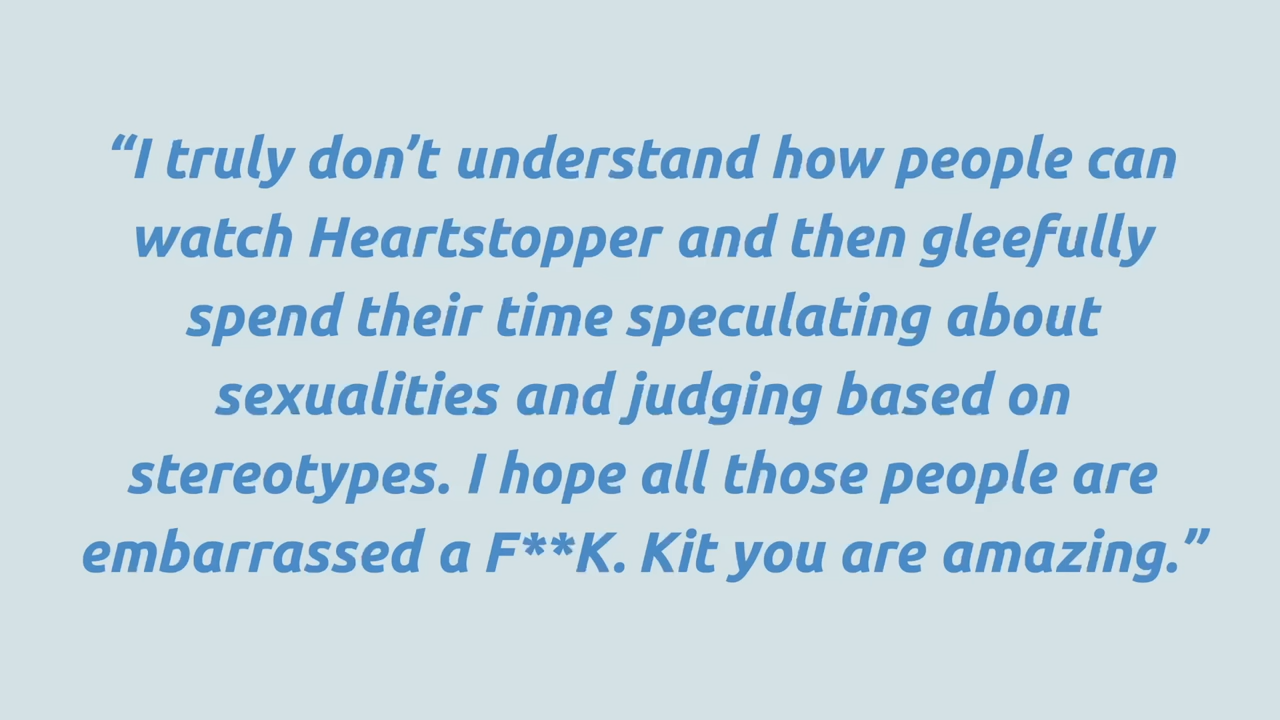 “I truly don’t understand how people can
watch Heartstopper and then gleefully
spend their time speculating about
sexualities and judging based on
stereotypes. I hope all those people are
embarrassed a F**K. Kit you are amazing.”